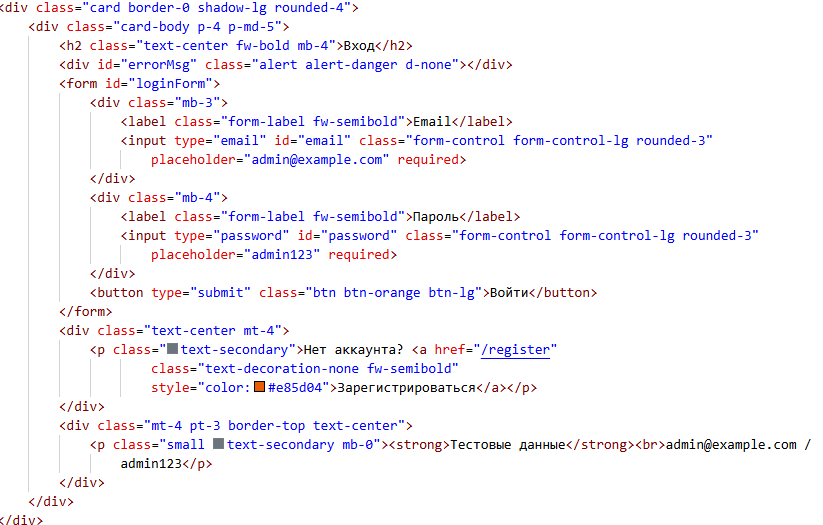 <div class="card border-0 shadow-lg rounded-4">
    <div class="card-body p-4 p-md-5">
        <h2 class="text-center fw-bold mb-4">Вход</h2>
        <div id="errorMsg" class="alert alert-danger d-none"></div>
        <form id="loginForm">
            <div class="mb-3">
                <label class="form-label fw-semibold">Email</label>
                <input type="email" id="email" class="form-control form-control-lg rounded-3"
                    placeholder="admin@example.com" required>
            </div>
            <div class="mb-4">
                <label class="form-label fw-semibold">Пароль</label>
                <input type="password" id="password" class="form-control form-control-lg rounded-3"
                    placeholder="admin123" required>
            </div>
            <button type="submit" class="btn btn-orange btn-lg">Войти</button>
        </form>
        <div class="text-center mt-4">
            <p class="text-secondary">Нет аккаунта? <a href="/register"
                    class="text-decoration-none fw-semibold"
                    style="color: #e85d04">Зарегистрироваться</a></p>
        </div>
        <div class="mt-4 pt-3 border-top text-center">
            <p class="small text-secondary mb-0"><strong>Тестовые данные</strong><br>admin@example.com /
                admin123</p>
        </div>
    </div>
</div>